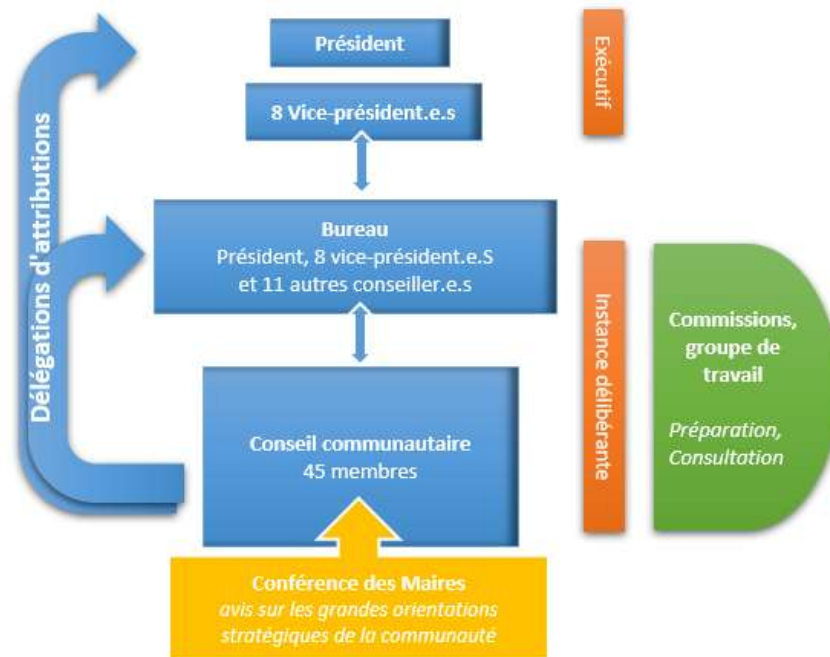 Délégations d'attributions
Président
8 Vice-président.e.s
Exécutif
Bureau
Président, 8 vice-président.e.S
et 11 autres conseiller.e.s
Conseil communautaire
45 membres
Instance délibérante
Commissions,
groupe de
travail
Préparation,
Consultation
Conférence des Maires
avis sur les grandes orientations
stratégiques de la communauté